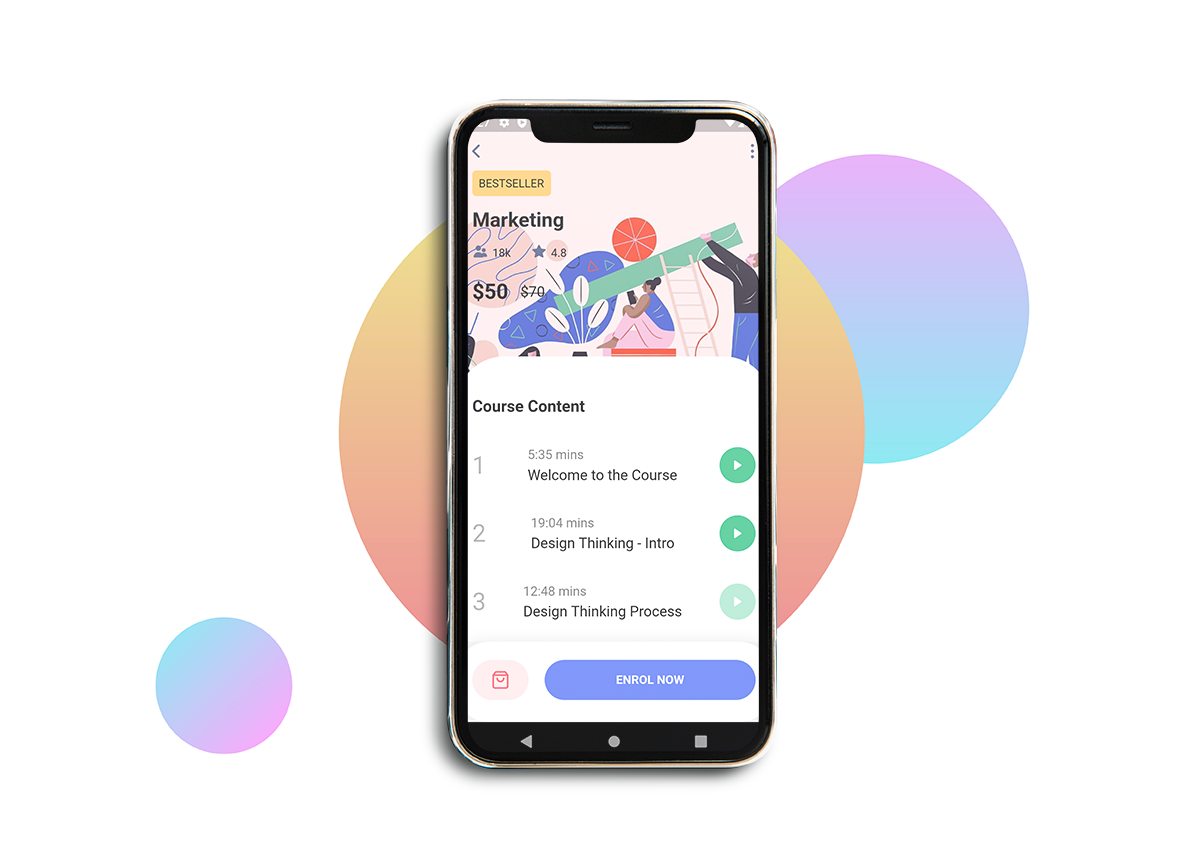 BESTSELLER
Marketing
18k 4.8
$50 $70
Course Content
1
5:35 mins
Welcome to the Course
2
19:04 mins
Design Thinking - Intro
3
12:48 mins
Design Thinking Process
ENROL NOW